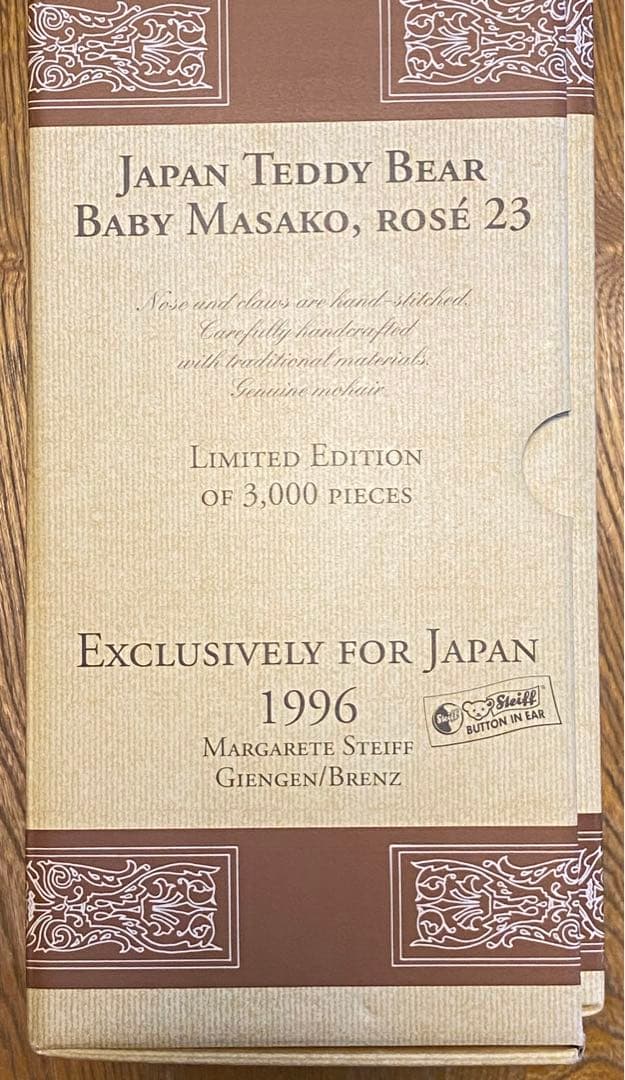 JAPAN TEDDY BEAR
BABY MASAKO, ROSÉ 23
Nose and claws are hand-stitched.
Carefully handcrafted
with traditional materials.
Genuine mohair.
LIMITED EDITION
OF 3,000 PIECES
EXCLUSIVELY FOR JAPAN
1996
MARGARETE STEIFF
GIENGEN/BRENZ
Steiff Steiff
BUTTON IN EAR